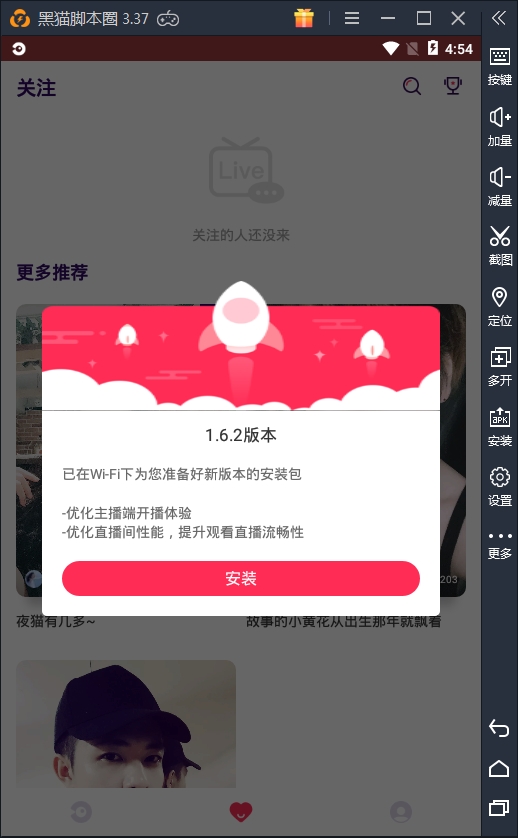 黑猫脚本圈 3.37
4:54
关注
Live
关注的人还没来
更多推荐
1.6.2版本
已在Wi-Fi下为您准备好新版本的安装包
-优化主播端开播体验
-优化直播间性能，提升观看直播流畅性
安装
203
夜猫有几多~
故事的小黄花从出生那年就飘着
按键
加量
减量
截图
定位
多开
APK
安装
设置
更多